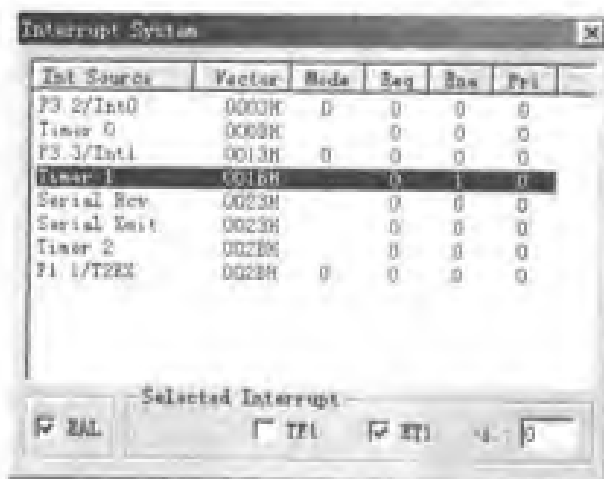 Interrupt System
Int Source Vector Mode Req Ena Pri
P3.2/Int0 0003H 0 0 0 0
Timer 0 000BH 0 0 0
P3.3/Int1 0013H 0 0 0 0
Timer 1 001BH 0 1 0
Serial Rcv 0023H 0 0 0
Serial Xmit 0023H 0 0 0
Timer 2 002BH 0 0 0
P1.1/T2EX 002BH 0 0 0 0
Selected Interrupt
EA TF1 ET1 0